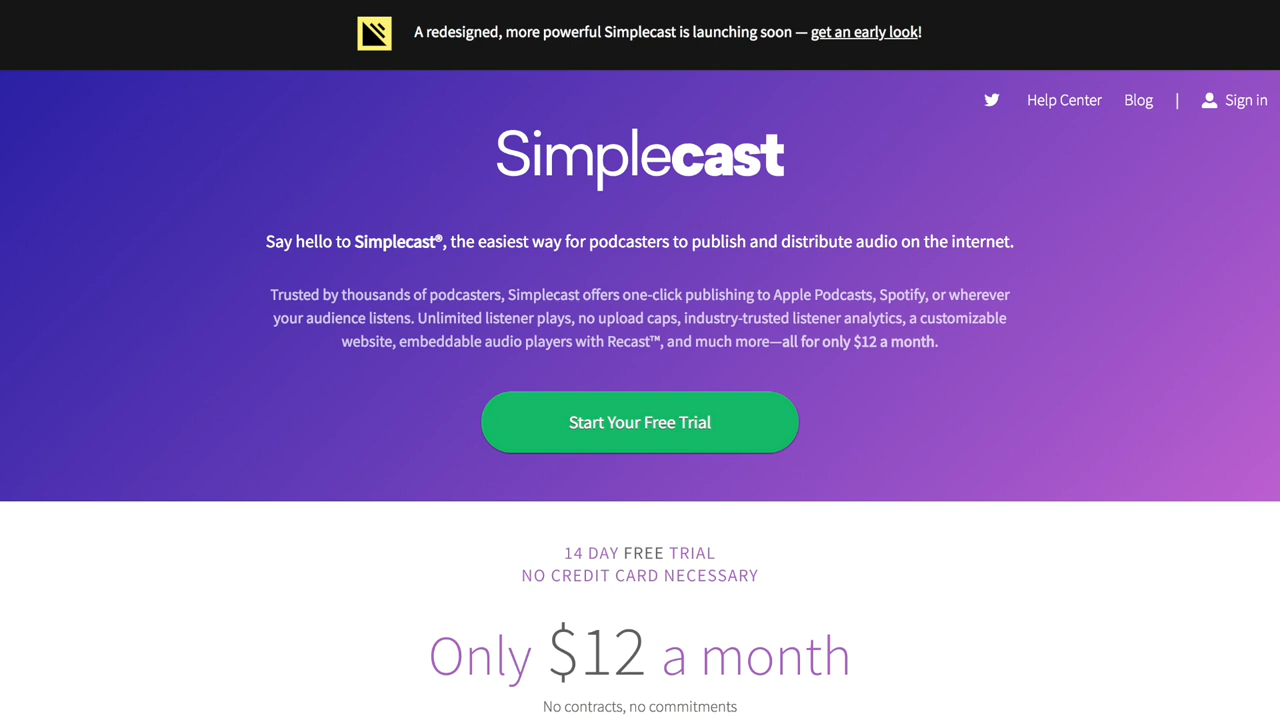 A redesigned, more powerful Simplecast is launching soon — get an early look!
Help Center Blog | Sign in
Simplecast
Say hello to Simplecast®, the easiest way for podcasters to publish and distribute audio on the internet.
Trusted by thousands of podcasters, Simplecast offers one-click publishing to Apple Podcasts, Spotify, or wherever
your audience listens. Unlimited listener plays, no upload caps, industry-trusted listener analytics, a customizable
website, embeddable audio players with Recast™, and much more—all for only $12 a month.
Start Your Free Trial
14 DAY FREE TRIAL
NO CREDIT CARD NECESSARY
Only $12 a month
No contracts, no commitments